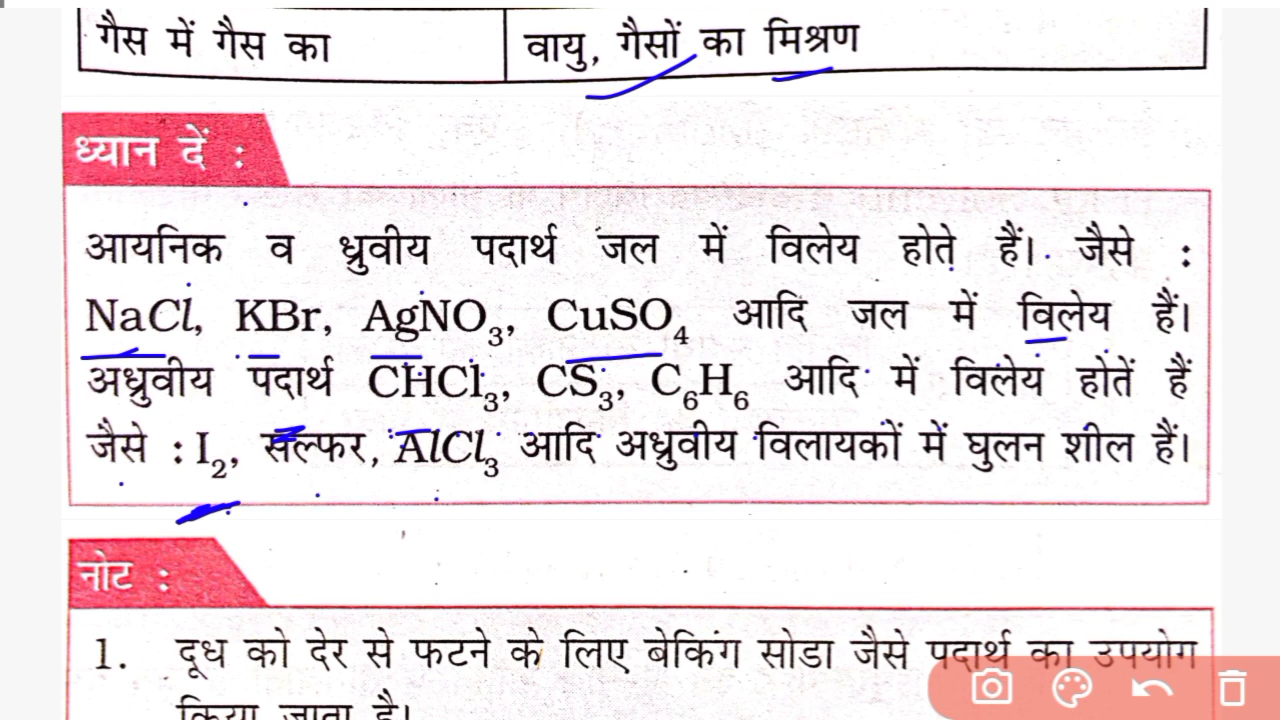 गैस में गैस का
वायु, गैसों का मिश्रण
ध्यान दें :
आयनिक व ध्रुवीय पदार्थ जल में विलेय होते हैं। जैसे :
NaCl, KBr, AgNO₃, CuSO₄ आदि जल में विलेय हैं।
अध्रुवीय पदार्थ CHCl₃, CS₃, C₆H₆ आदि में विलेय होतें हैं
जैसे : I₂, सल्फर, AlCl₃ आदि अध्रुवीय विलायकों में घुलन शील हैं।
नोट :
1. दूध को देर से फटने के लिए बेकिंग सोडा जैसे पदार्थ का उपयोग
किया जाता है।